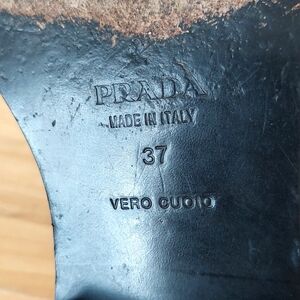 PRADA
MADE IN ITALY
37
VERO CUOIO